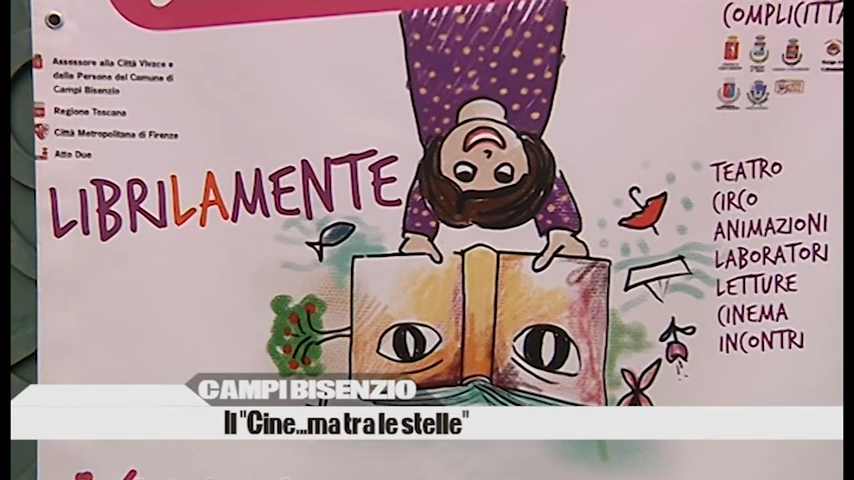 COMPLICITTÀ
Assessore alla Città Vivace e
delle Persone del Comune di
Campi Bisenzio
Regione Toscana
Città Metropolitana di Firenze
Atto Due
LIBRILAMENTE
TEATRO
CIRCO
ANIMAZIONI
LABORATORI
LETTURE
CINEMA
INCONTRI
CAMPI BISENZIO
Il "Cine...ma tra le stelle"